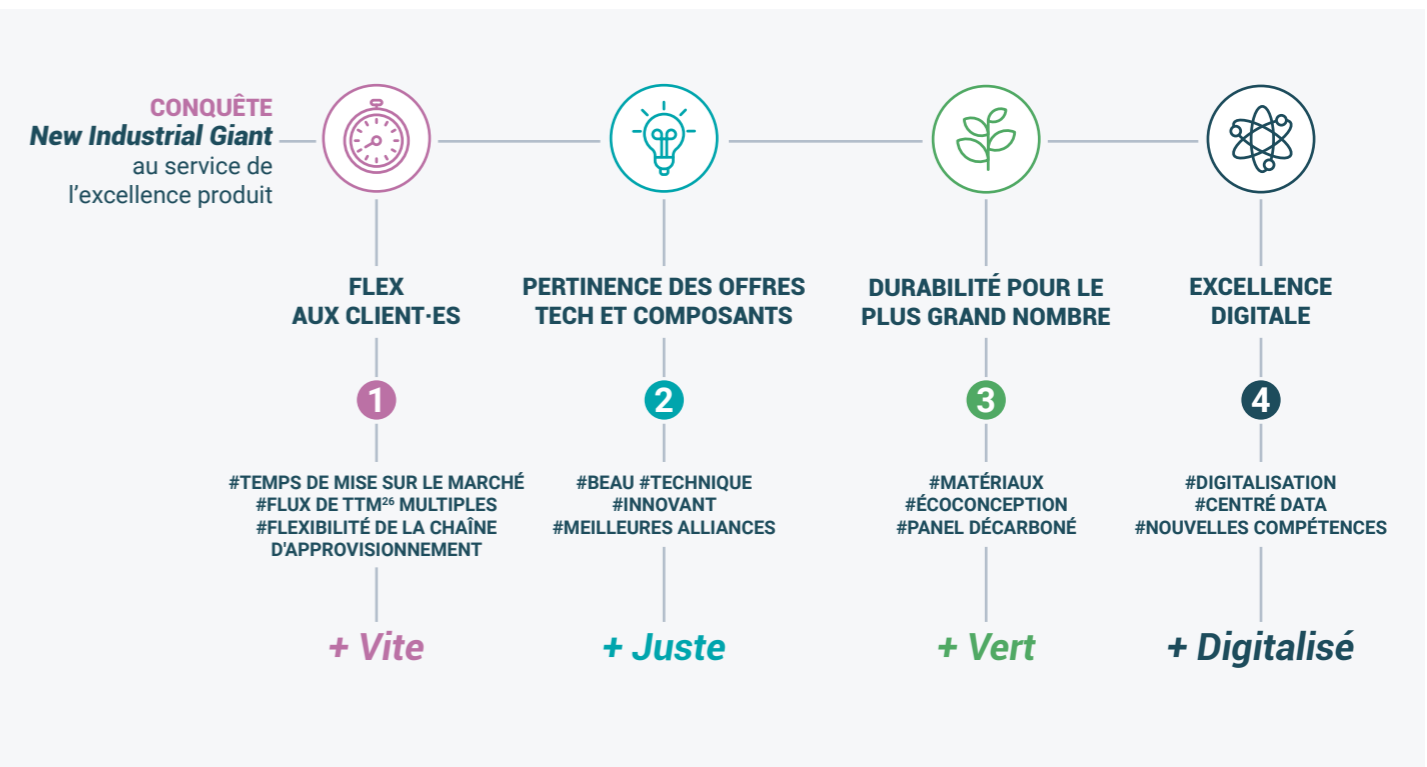 CONQUÊTE
New Industrial Giant
au service de
l'excellence produit
FLEX
AUX CLIENT·ES
1
#TEMPS DE MISE SUR LE MARCHÉ
#FLUX DE TTM²⁶ MULTIPLES
#FLEXIBILITÉ DE LA CHAÎNE
D'APPROVISIONNEMENT
+ Vite
PERTINENCE DES OFFRES
TECH ET COMPOSANTS
2
#BEAU #TECHNIQUE
#INNOVANT
#MEILLEURES ALLIANCES
+ Juste
DURABILITÉ POUR LE
PLUS GRAND NOMBRE
3
#MATÉRIAUX
#ÉCOCONCEPTION
#PANEL DÉCARBONÉ
+ Vert
EXCELLENCE
DIGITALE
4
#DIGITALISATION
#CENTRÉ DATA
#NOUVELLES COMPÉTENCES
+ Digitalisé